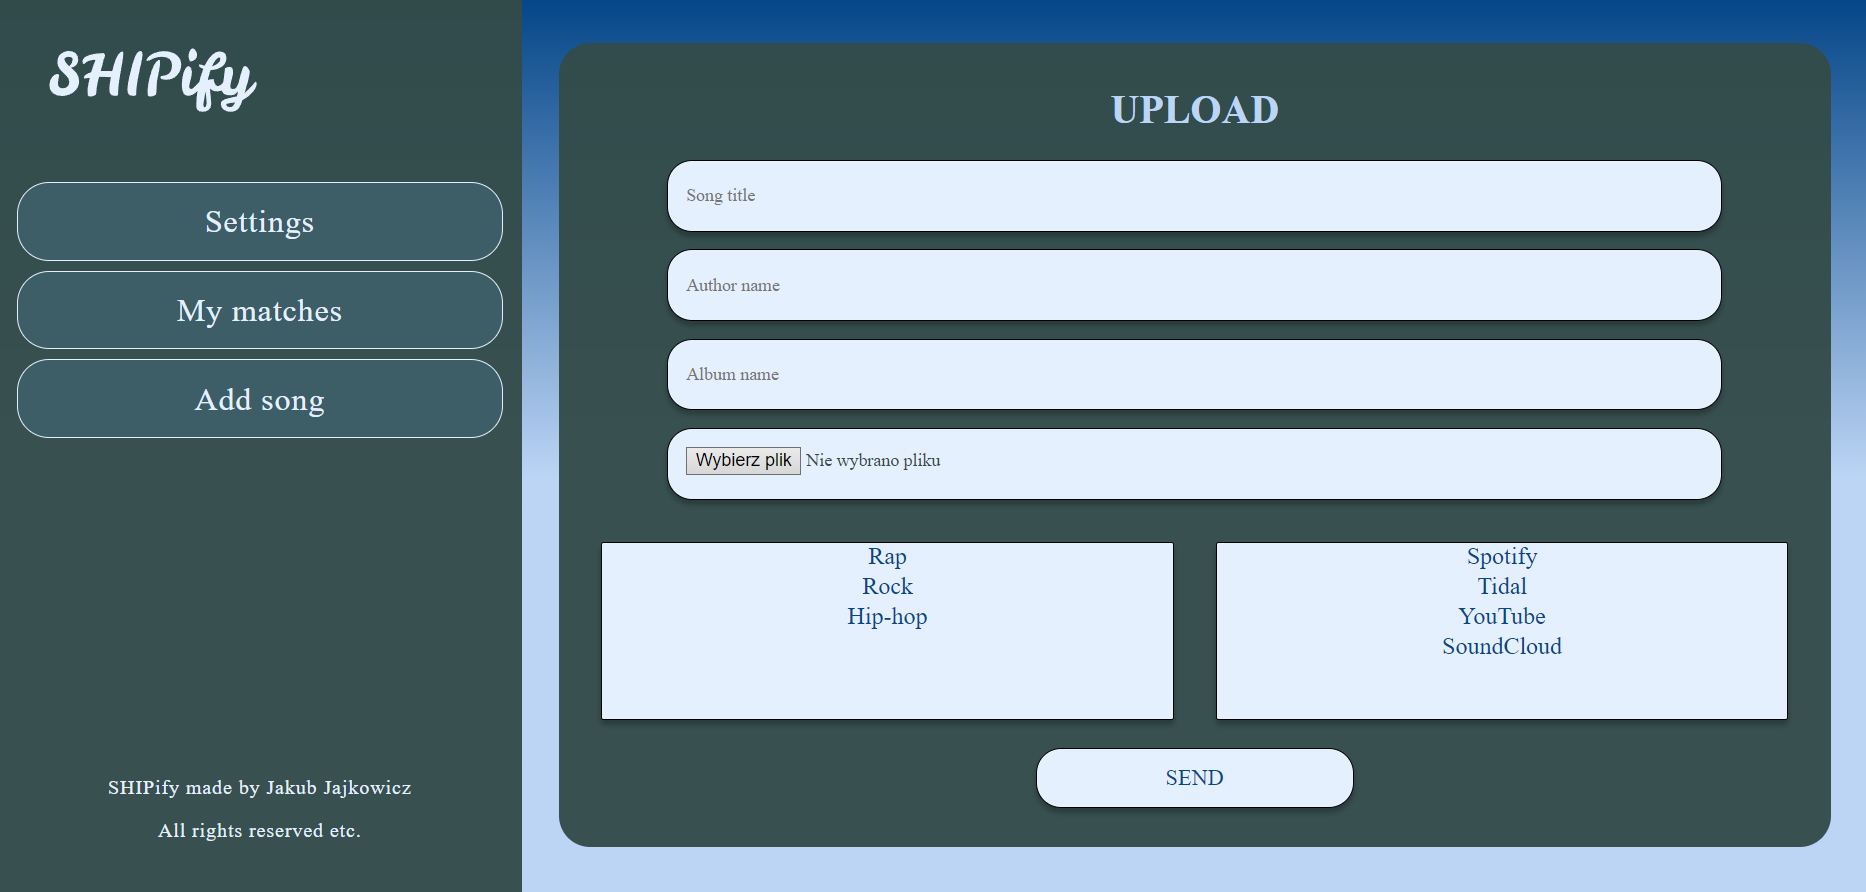 SHIPify
Settings
My matches
Add song
SHIPify made by Jakub Jajkowicz
All rights reserved etc.
UPLOAD
Song title
Author name
Album name
Wybierz plik Nie wybrano pliku
Rap
Rock
Hip-hop
Spotify
Tidal
YouTube
SoundCloud
SEND